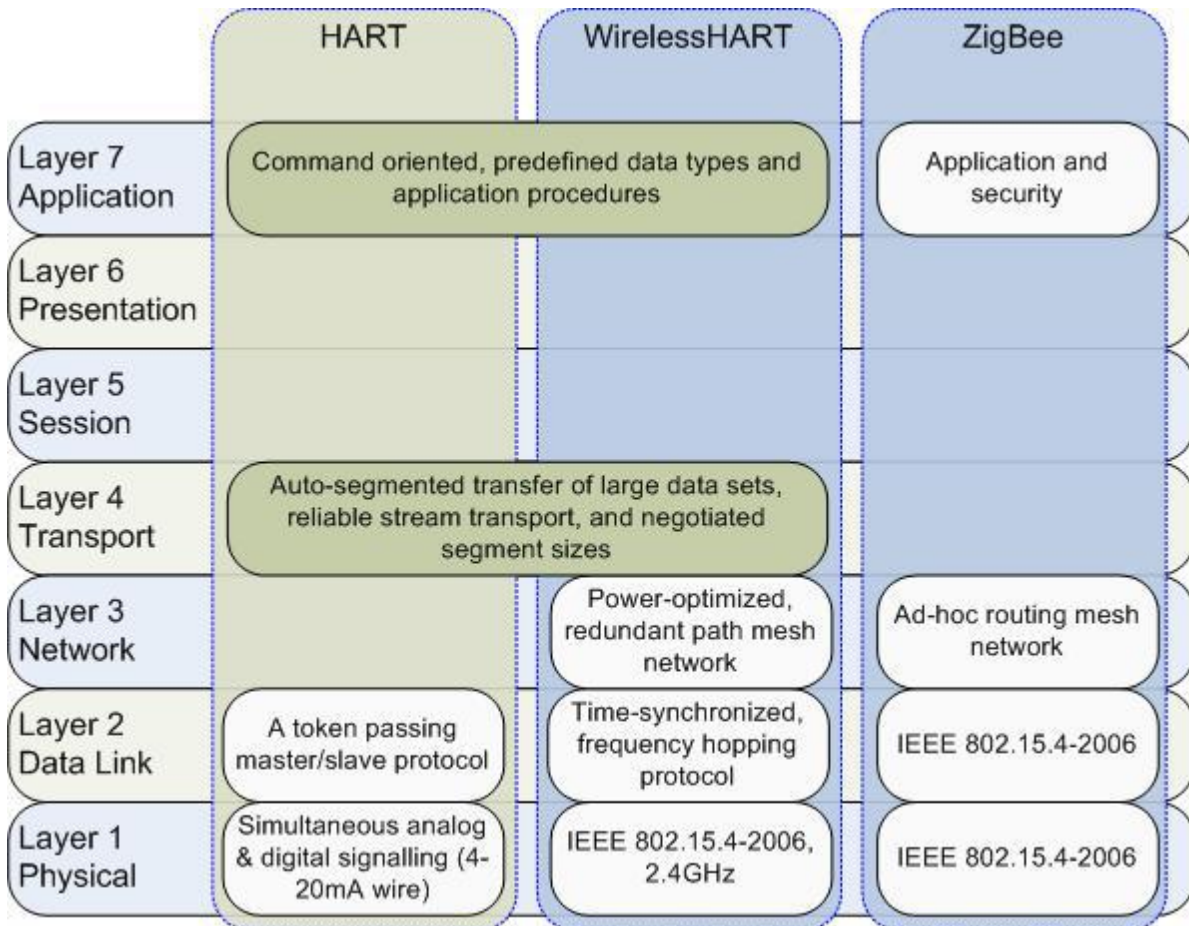 HART
WirelessHART
ZigBee
Layer 7
Application
Command oriented, predefined data types and
application procedures
Application and
security
Layer 6
Presentation
Layer 5
Session
Layer 4
Transport
Auto-segmented transfer of large data sets,
reliable stream transport, and negotiated
segment sizes
Layer 3
Network
Power-optimized,
redundant path mesh
network
Ad-hoc routing mesh
network
Layer 2
Data Link
A token passing
master/slave protocol
Time-synchronized,
frequency hopping
protocol
IEEE 802.15.4-2006
Layer 1
Physical
Simultaneous analog
& digital signalling (4-
20mA wire)
IEEE 802.15.4-2006,
2.4GHz
IEEE 802.15.4-2006